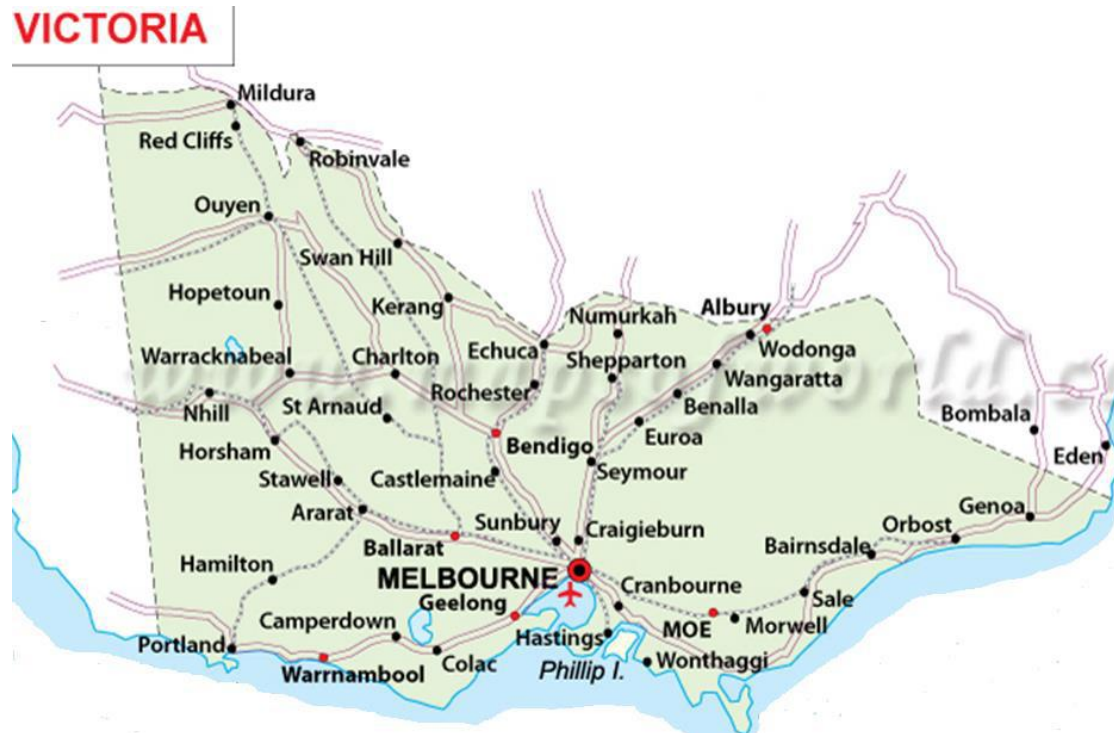 VICTORIA
Mildura
Red Cliffs
Robinvale
Ouyen
Swan Hill
Hopetoun
Kerang
Numurkah
Albury
Warracknabeal
Charlton
Echuca
Shepparton
Wodonga
Wangaratta
Nhill
St Arnaud
Rochester
Benalla
Bombala
Horsham
Bendigo
Euroa
Eden
Stawell
Castlemaine
Seymour
Ararat
Sunbury
Craigieburn
Genoa
Orbost
Ballarat
Bairnsdale
Hamilton
MELBOURNE
Cranbourne
Geelong
Sale
Camperdown
Hastings
MOE
Morwell
Portland
Colac
Wonthaggi
Warrnambool
Phillip I.